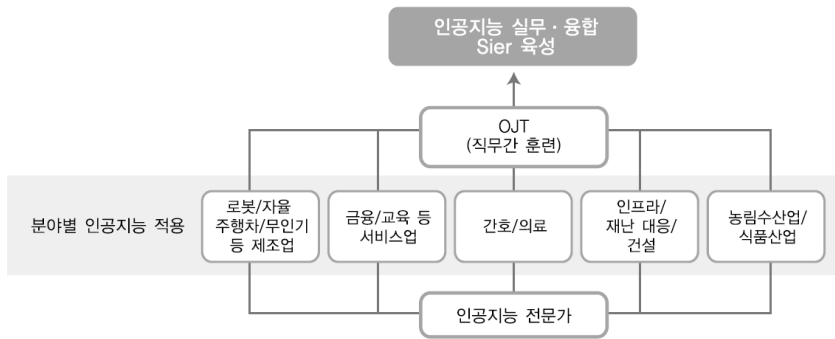 인공지능 실무·융합
Sier 육성
OJT
(직무간 훈련)
분야별 인공지능 적용
로봇/자율
주행차/무인기
등 제조업
금융/교육 등
서비스업
간호/의료
인프라/
재난 대응/
건설
농림수산업/
식품산업
인공지능 전문가